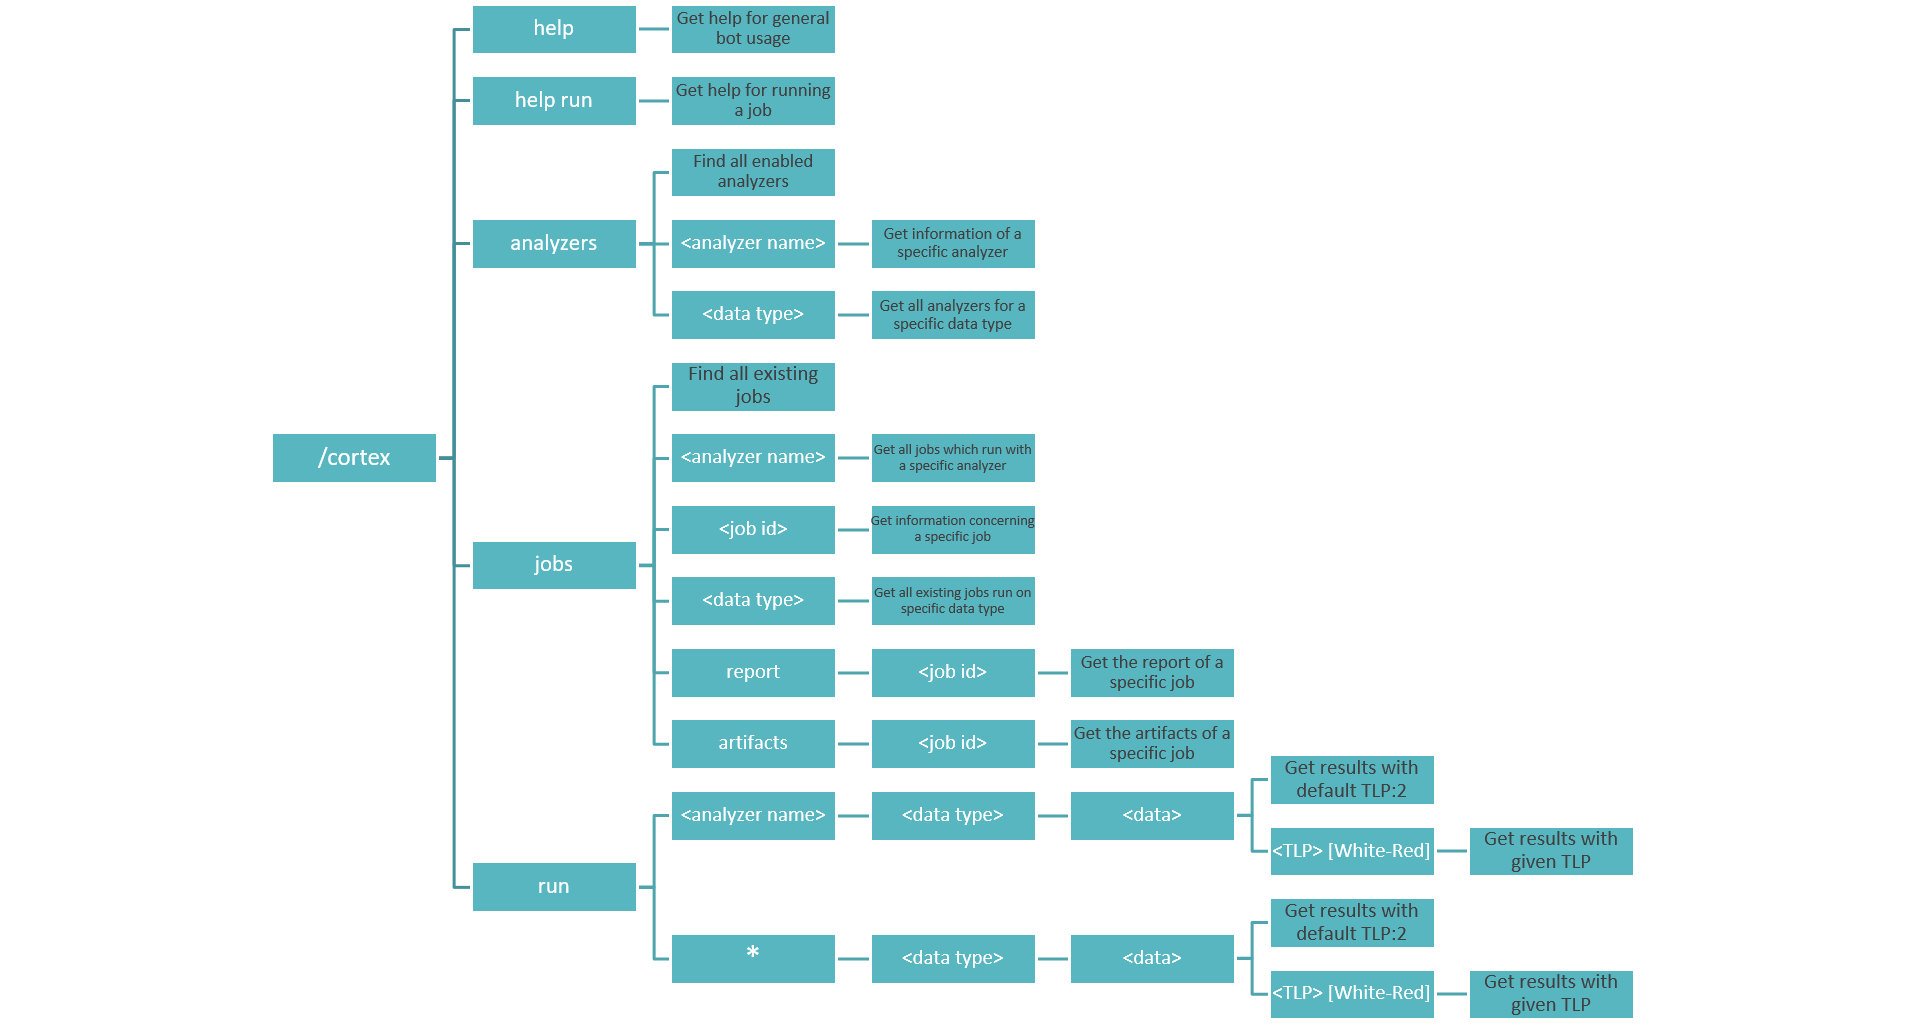 help
Get help for general
bot usage
help run
Get help for running
a job
Find all enabled
analyzers
analyzers
<analyzer name>
Get information of a
specific analyzer
<data type>
Get all analyzers for a
specific data type
Find all existing
jobs
/cortex
<analyzer name>
Get all jobs which run with
a specific analyzer
<job id>
Get information concerning
a specific job
jobs
<data type>
Get all existing jobs run on
specific data type
report
<job id>
Get the report of a
specific job
artifacts
<job id>
Get the artifacts of a
specific job
Get results with
default TLP:2
<analyzer name>
<data type>
<data>
<TLP> [White-Red]
Get results with
given TLP
run
Get results with
default TLP:2
*
<data type>
<data>
<TLP> [White-Red]
Get results with
given TLP